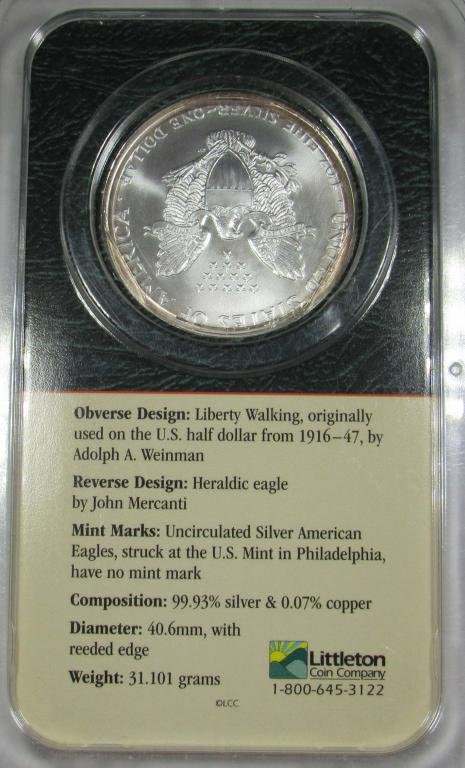 UNITED STATES OF AMERICA
1 OZ. FINE SILVER~ONE DOLLAR
Obverse Design: Liberty Walking, originally
used on the U.S. half dollar from 1916–47, by
Adolph A. Weinman
Reverse Design: Heraldic eagle
by John Mercanti
Mint Marks: Uncirculated Silver American
Eagles, struck at the U.S. Mint in Philadelphia,
have no mint mark
Composition: 99.93% silver & 0.07% copper
Diameter: 40.6mm, with
reeded edge
Weight: 31.101 grams
Littleton
Coin Company
1-800-645-3122
©LCC